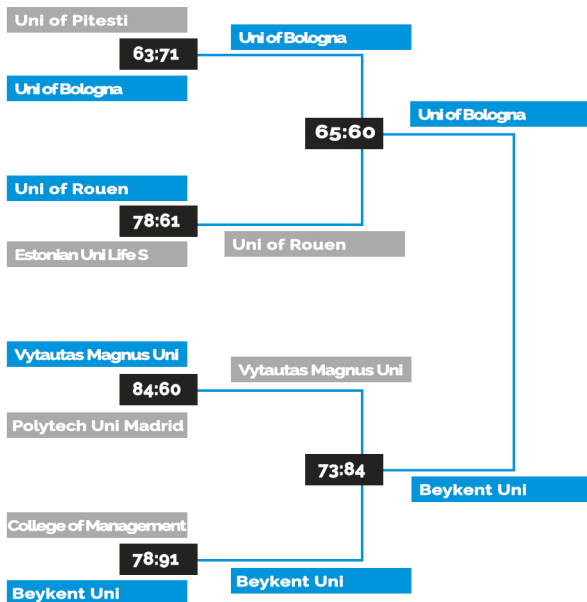 Uni of Pitesti
63:71
Uni of Bologna
Uni of Rouen
78:61
Estonian Uni Life S
Vytautas Magnus Uni
84:60
Polytech Uni Madrid
College of Management
78:91
Beykent Uni
Uni of Bologna
65:60
Uni of Rouen
Vytautas Magnus Uni
73:84
Beykent Uni
Uni of Bologna
Beykent Uni